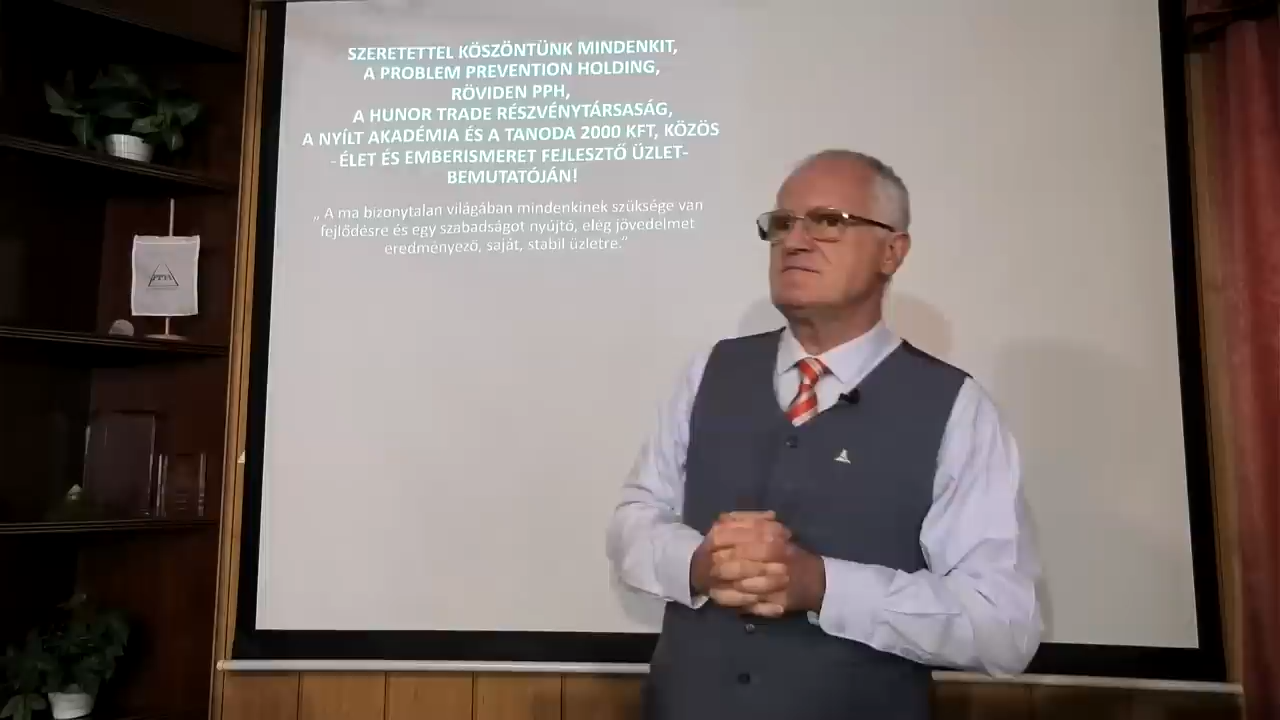 SZERETETTEL KÖSZÖNTÜNK MINDENKIT,
A PROBLEM PREVENTION HOLDING,
RÖVIDEN PPH,
A HUNOR TRADE RÉSZVÉNYTÁRSASÁG,
A NYÍLT AKADÉMIA ÉS A TANODA 2000 KFT, KÖZÖS
- ÉLET ÉS EMBERISMERET FEJLESZTŐ ÜZLET-
BEMUTATÓJÁN!
„ A ma bizonytalan világában mindenkinek szüksége van
fejlődésre és egy szabadságot nyújtó, elég jövedelmet
eredményező, saját, stabil üzletre."